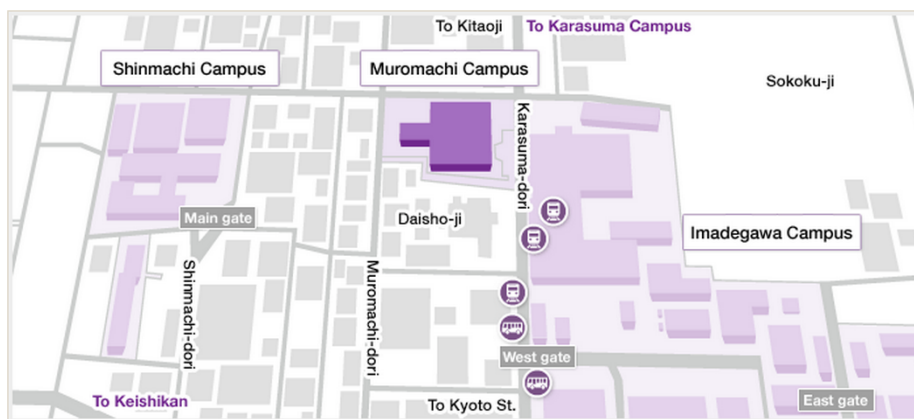 To Kitaoji
To Karasuma Campus
Shinmachi Campus
Muromachi Campus
Sokoku-ji
Karasuma-dori
Main gate
Daisho-ji
Imadegawa Campus
Shinmachi-dori
Muromachi-dori
West gate
To Keishikan
To Kyoto St.
East gate